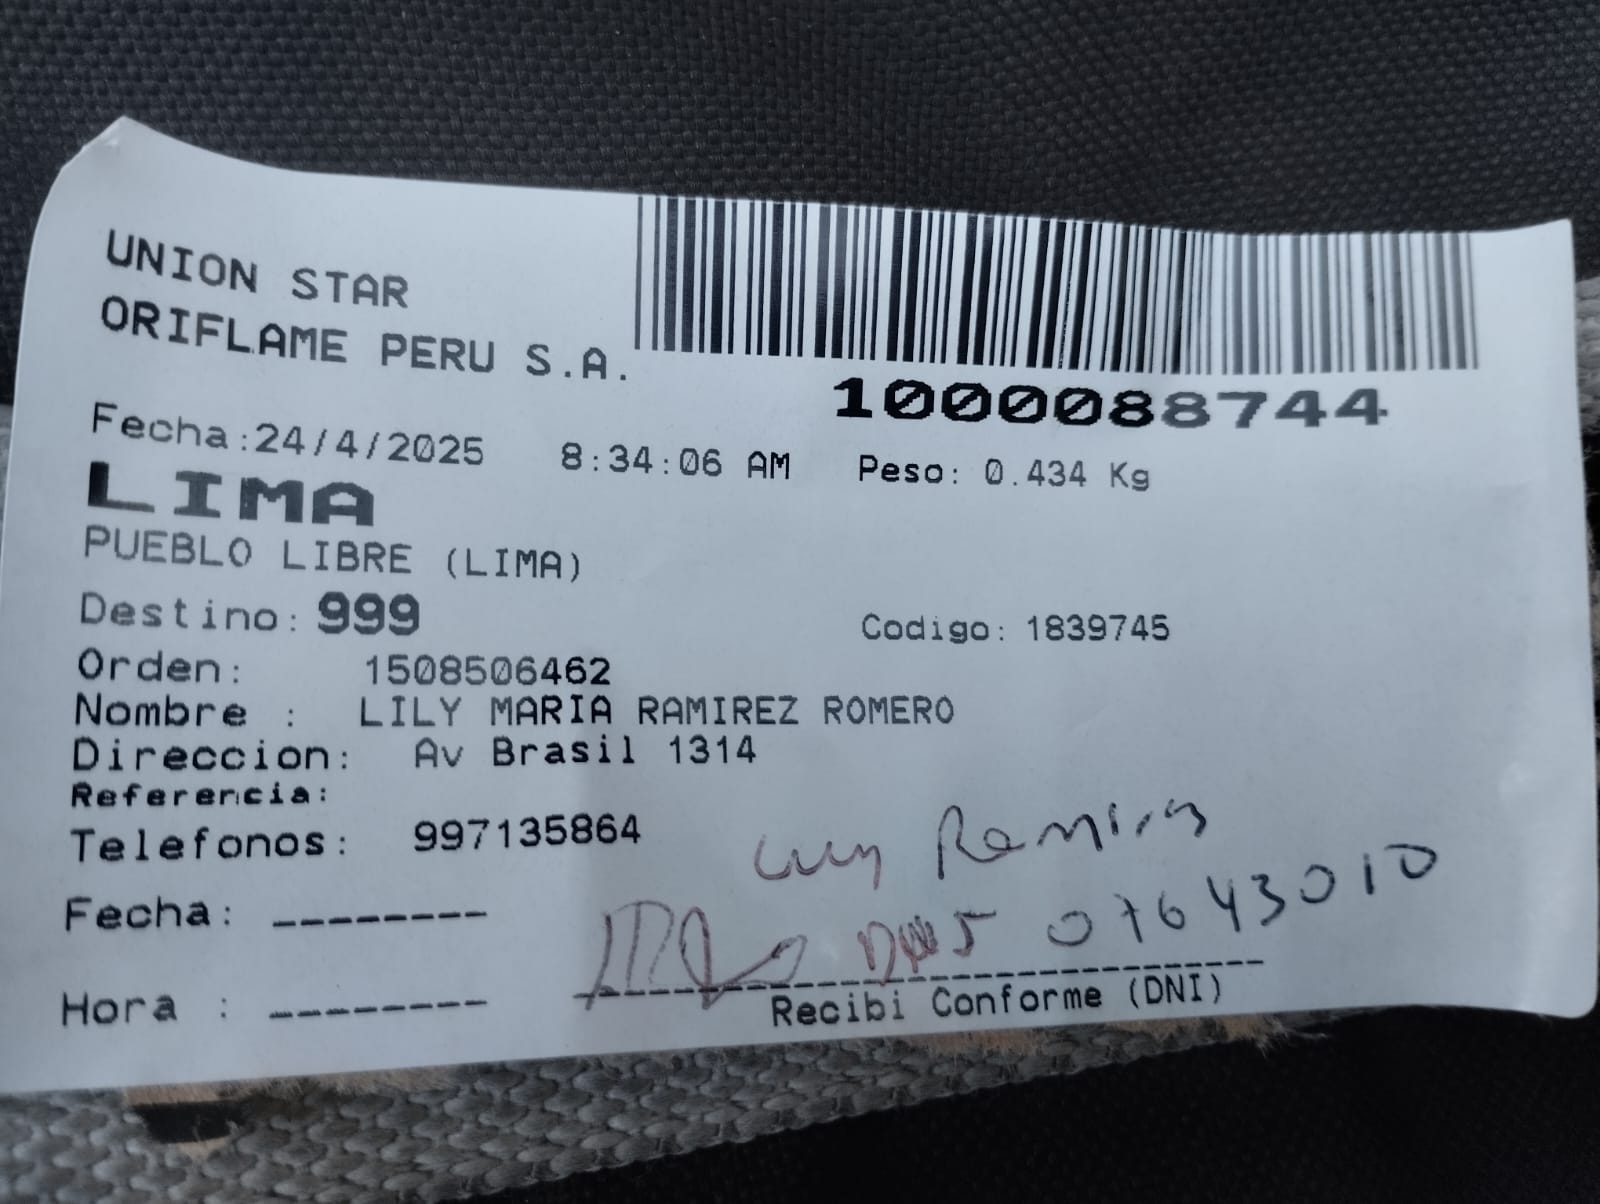 UNION STAR
ORIFLAME PERU S.A.
1000088744
Fecha:24/4/2025 8:34:06 AM Peso: 0.434 Kg
LIMA
PUEBLO LIBRE (LIMA)
Destino: 999 Codigo: 1839745
Orden: 1508506462
Nombre : LILY MARIA RAMIREZ ROMERO
Direccion: Av Brasil 1314
Referencia:
Telefonos: 997135864
Ramirez
Fecha: --------
07643010
Hora : --------
Recibi Conforme (DNI)